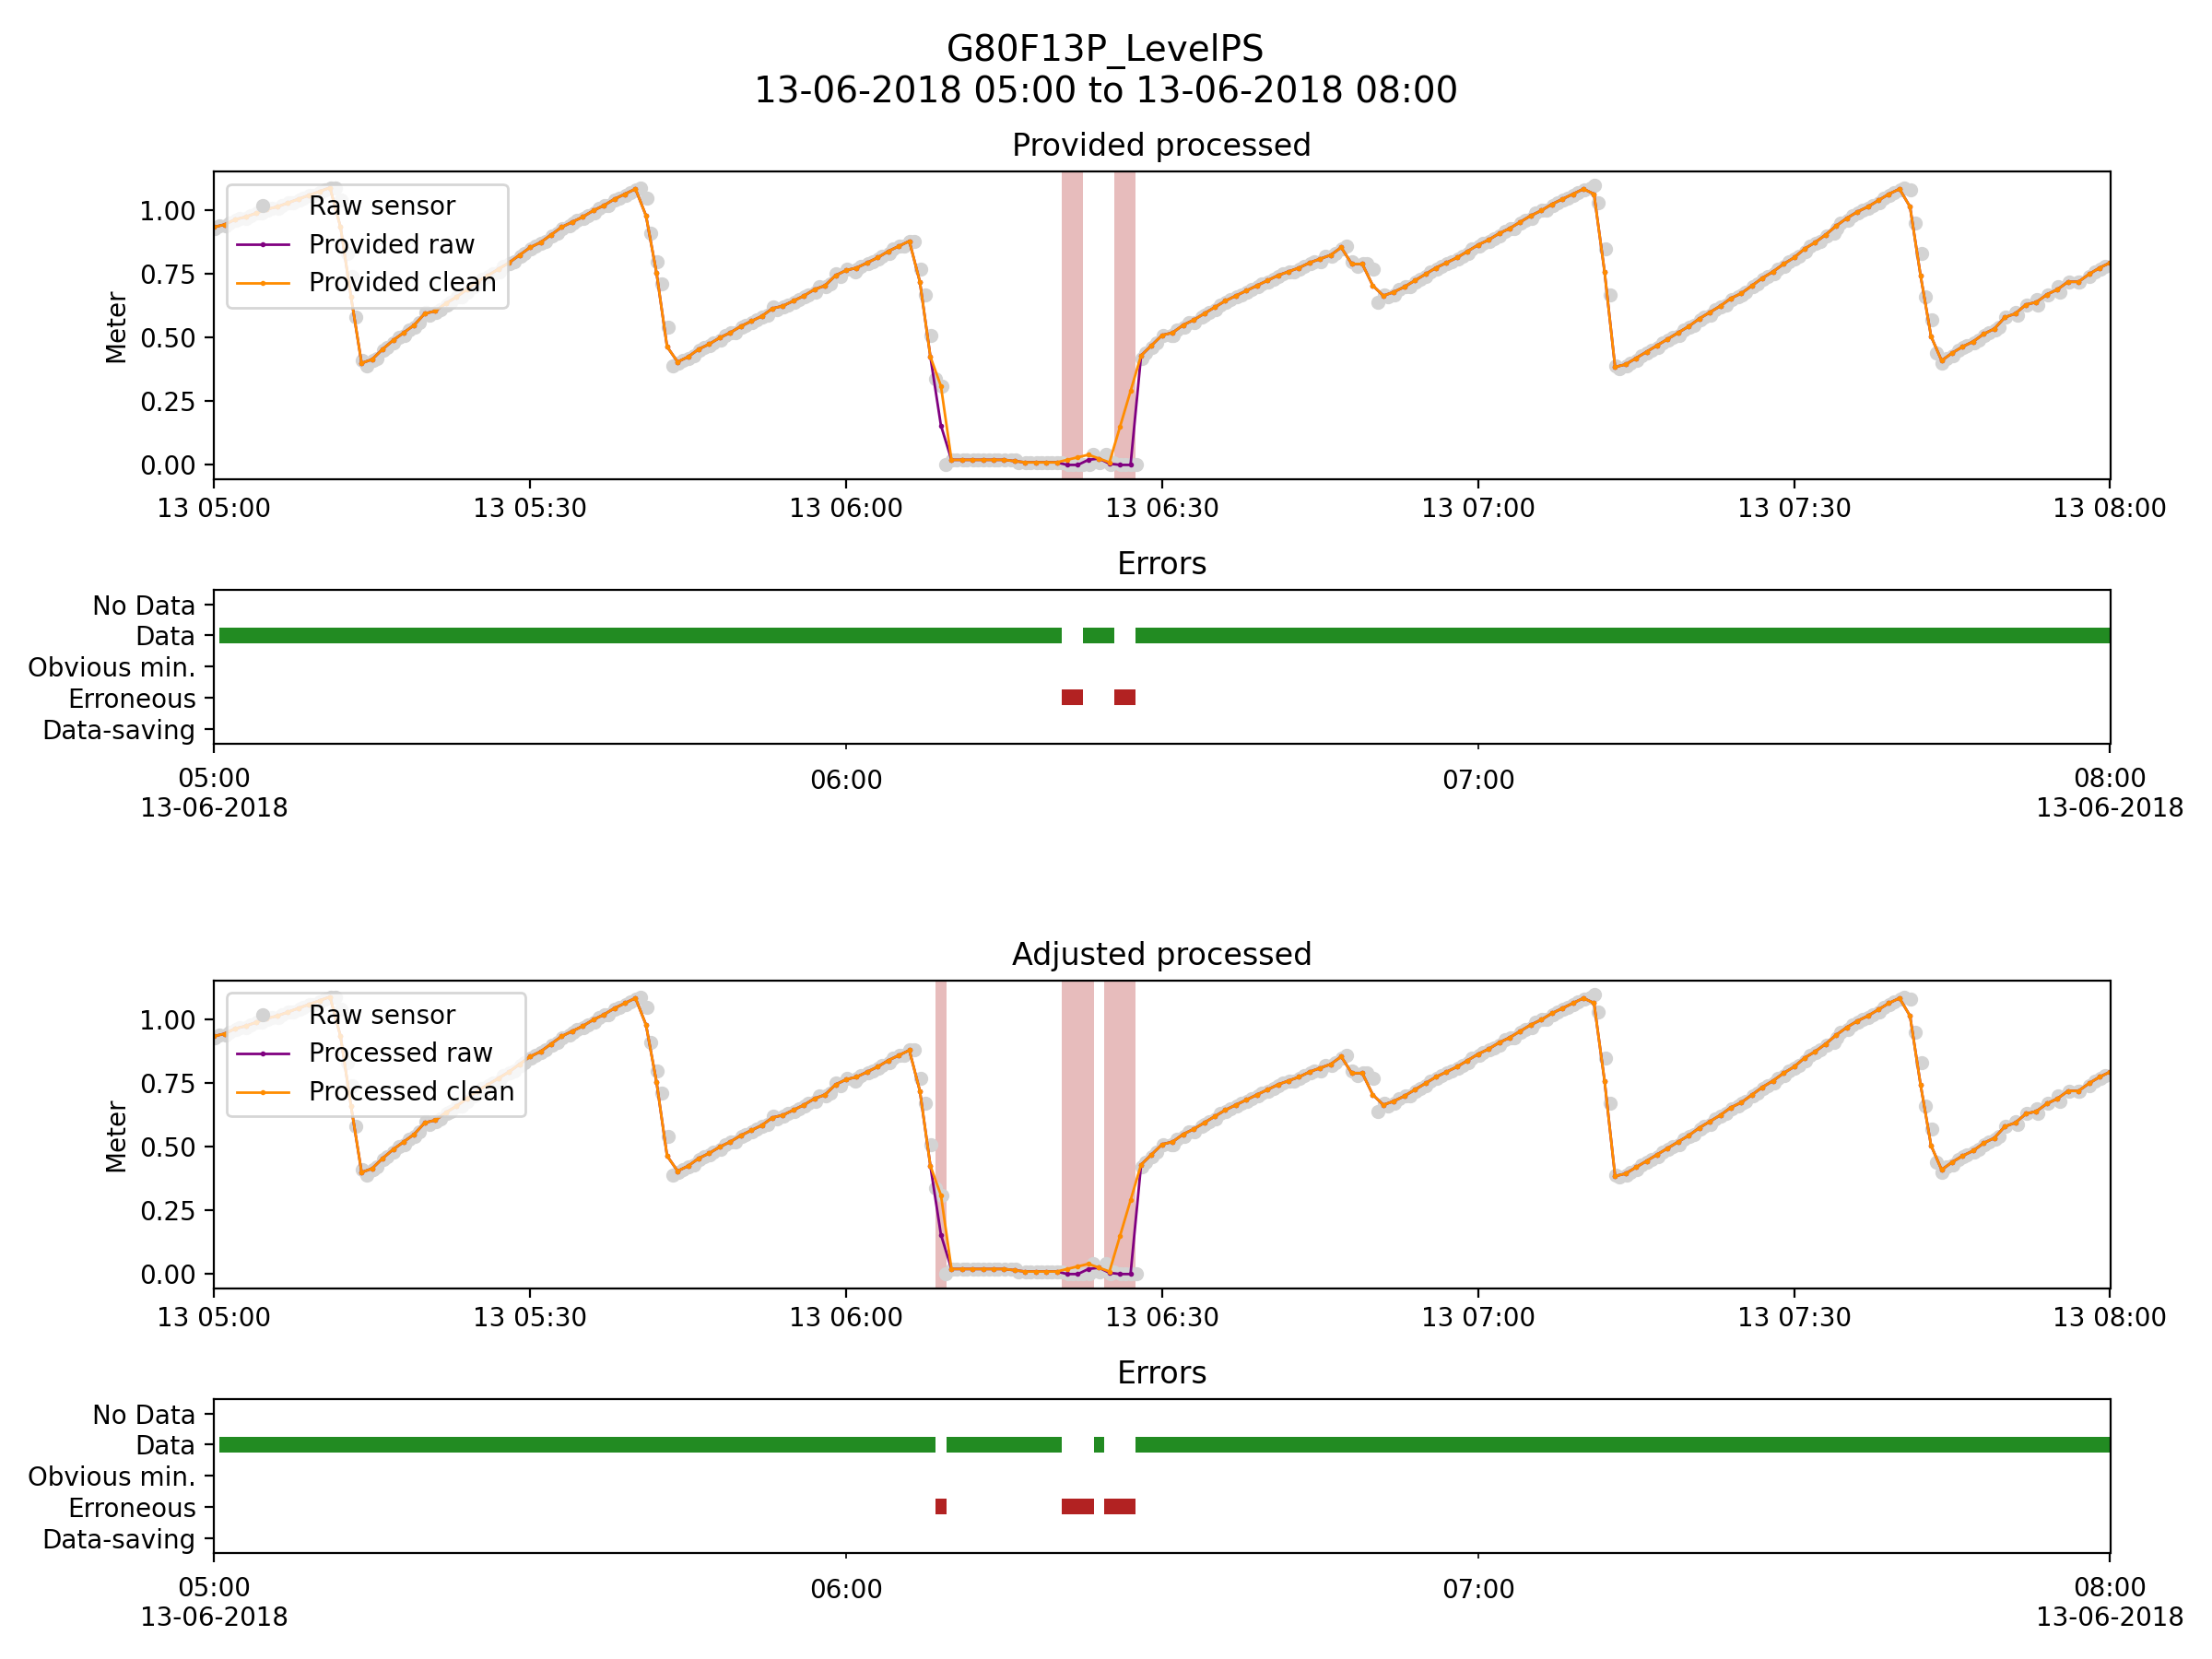 G80F13P_LevelPS
13-06-2018 05:00 to 13-06-2018 08:00
Provided processed
Meter
1.00
0.75
0.50
0.25
0.00
Raw sensor
Provided raw
Provided clean
13 05:00 13 05:30 13 06:00 13 06:30 13 07:00 13 07:30 13 08:00
Errors
No Data
Data
Obvious min.
Erroneous
Data-saving
05:00 06:00 07:00 08:00
13-06-2018 13-06-2018
Adjusted processed
Meter
1.00
0.75
0.50
0.25
0.00
Raw sensor
Processed raw
Processed clean
13 05:00 13 05:30 13 06:00 13 06:30 13 07:00 13 07:30 13 08:00
Errors
No Data
Data
Obvious min.
Erroneous
Data-saving
05:00 06:00 07:00 08:00
13-06-2018 13-06-2018